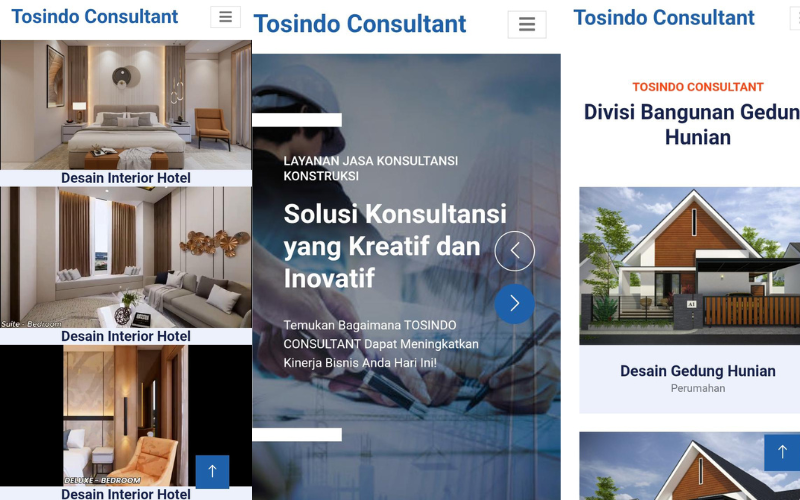 Tosindo Consultant
Desain Interior Hotel
Suite - Bedroom
Desain Interior Hotel
DELUXE - BEDROOM
Desain Interior Hotel
Tosindo Consultant
LAYANAN JASA KONSULTANSI
KONSTRUKSI
Solusi Konsultansi
yang Kreatif dan
Inovatif
Temukan Bagaimana TOSINDO
CONSULTANT Dapat Meningkatkan
Kinerja Bisnis Anda Hari Ini!
Tosindo Consultant
TOSINDO CONSULTANT
Divisi Bangunan Gedun
Hunian
A1
Desain Gedung Hunian
Perumahan